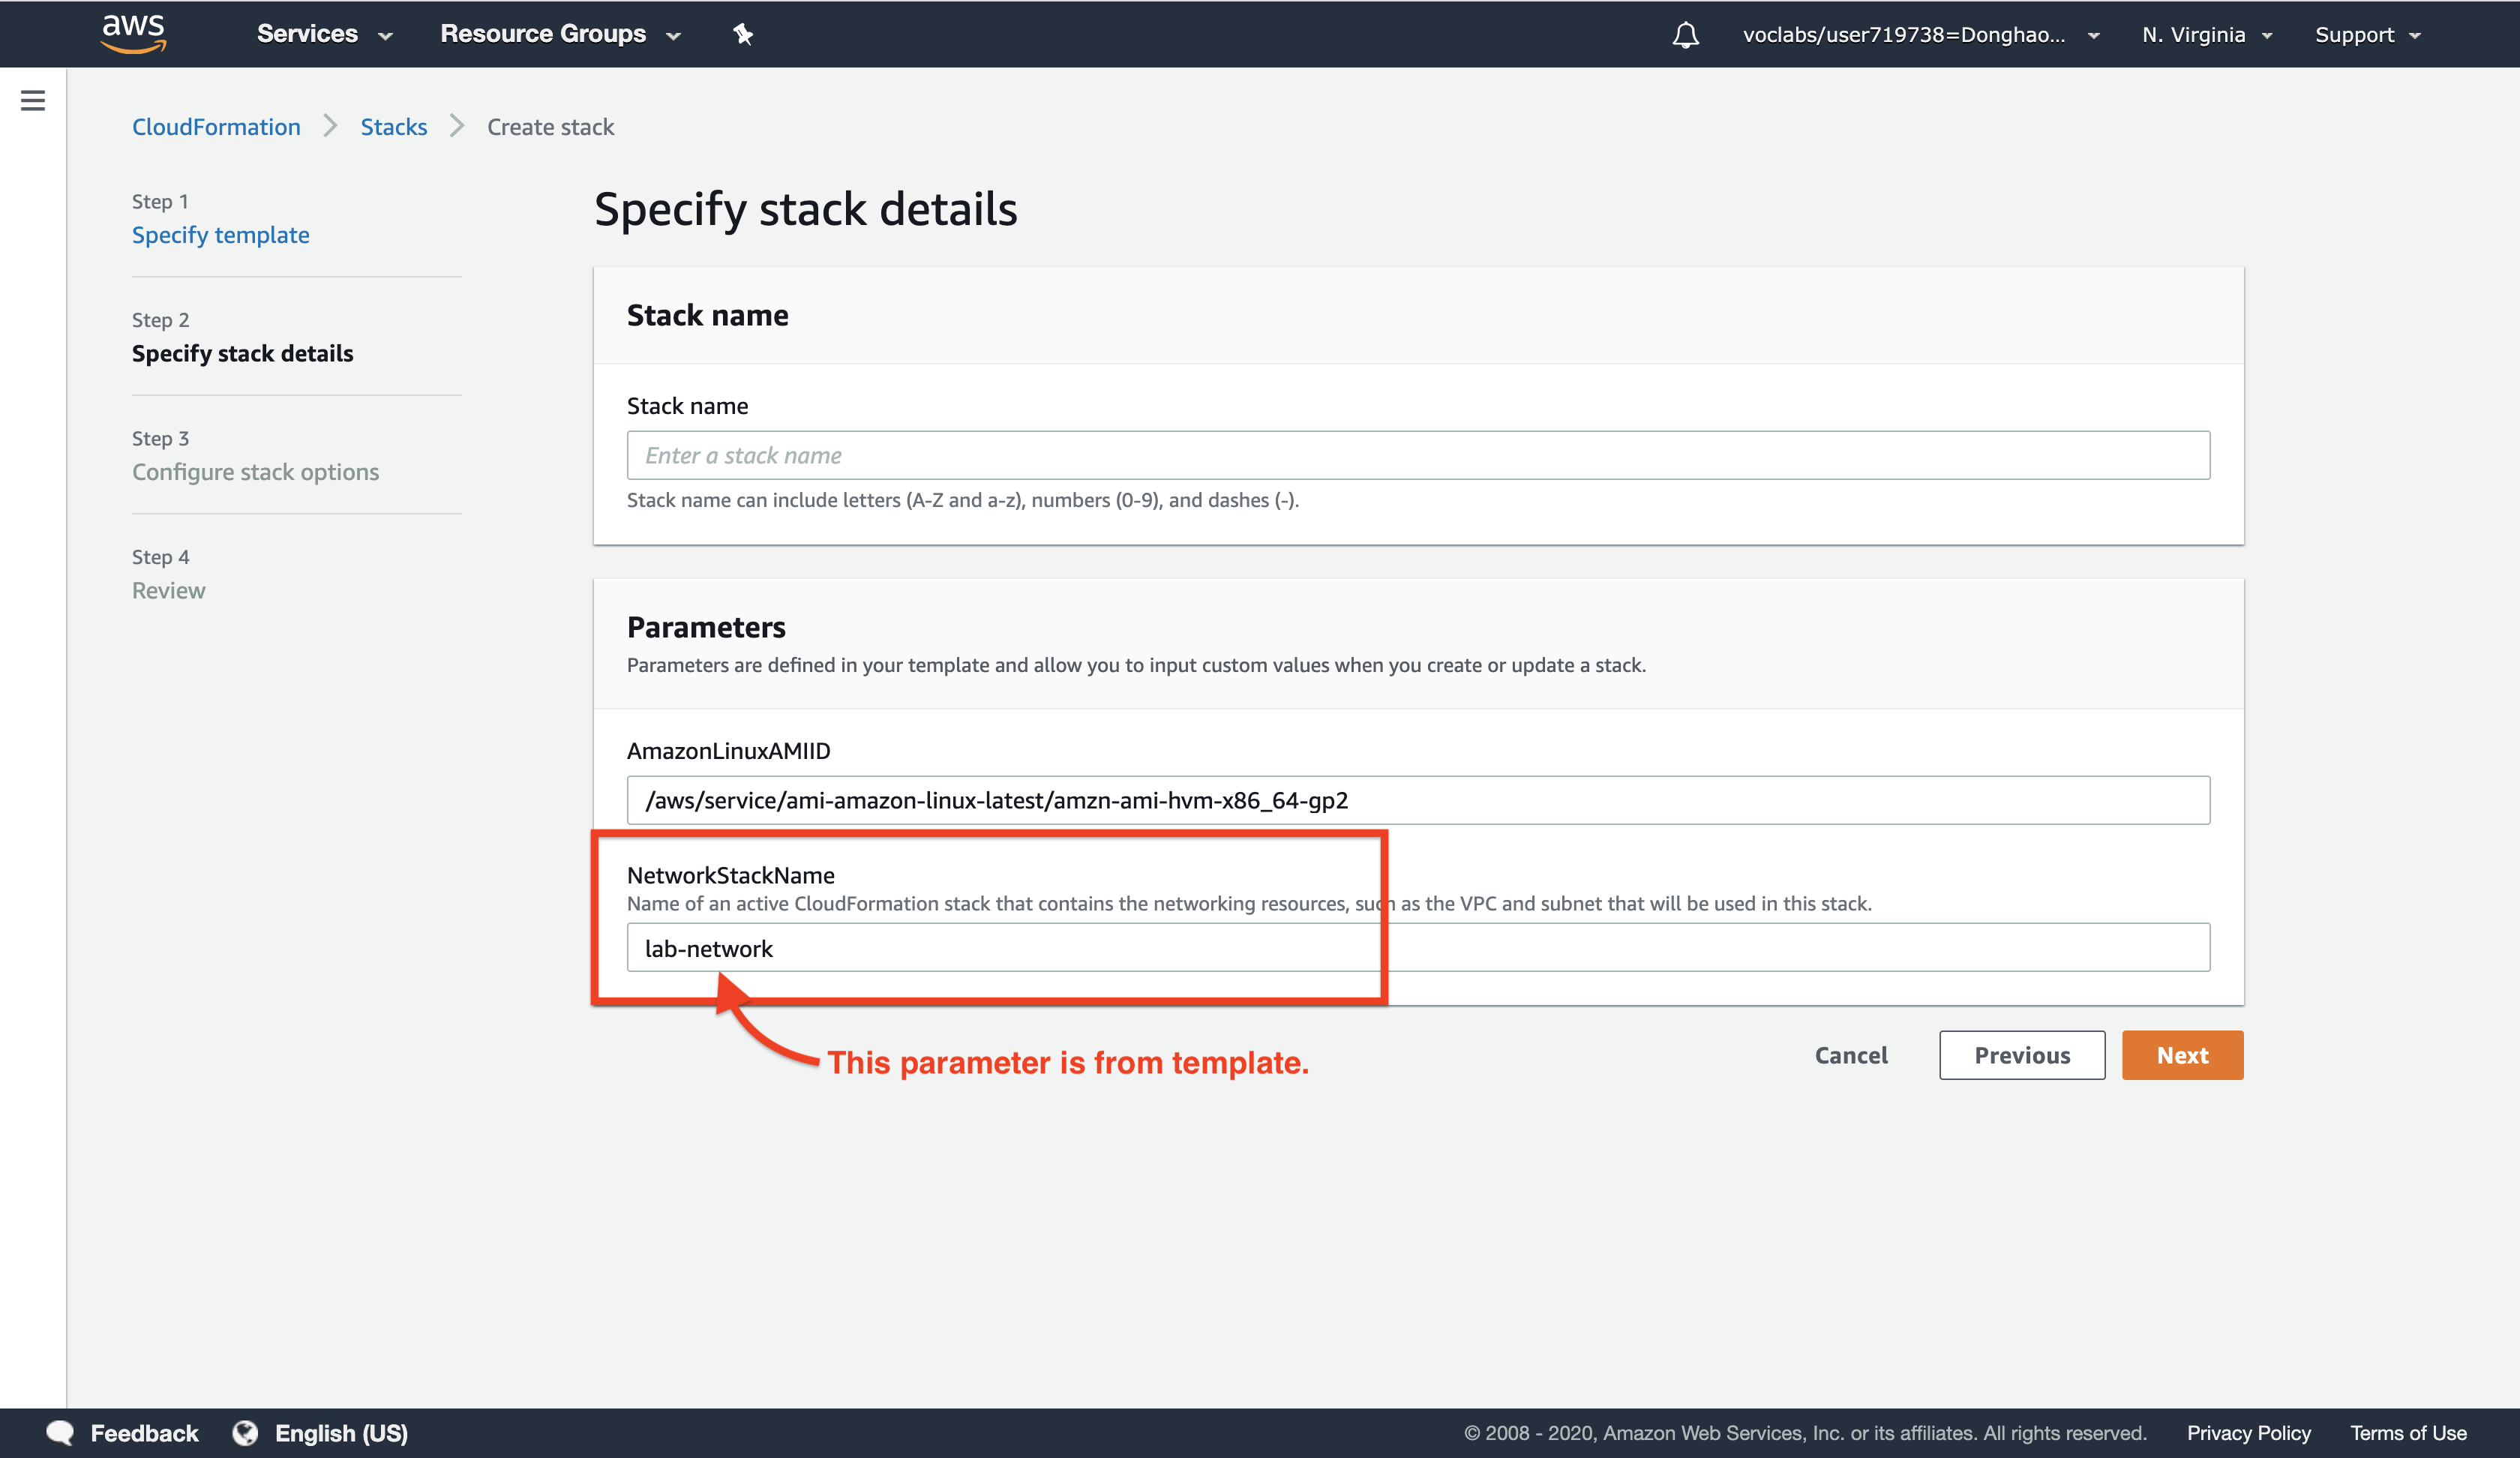 aws Services Resource Groups voclabs/user719738=Donghao... N. Virginia Support
CloudFormation Stacks Create stack
Step 1
Specify template
Step 2
Specify stack details
Step 3
Configure stack options
Step 4
Review
Specify stack details
Stack name
Stack name
Enter a stack name
Stack name can include letters (A-Z and a-z), numbers (0-9), and dashes (-).
Parameters
Parameters are defined in your template and allow you to input custom values when you create or update a stack.
AmazonLinuxAMIID
/aws/service/ami-amazon-linux-latest/amzn-ami-hvm-x86_64-gp2
NetworkStackName
Name of an active CloudFormation stack that contains the networking resources, such as the VPC and subnet that will be used in this stack.
lab-network
This parameter is from template.
Cancel Previous Next
Feedback English (US) © 2008 - 2020, Amazon Web Services, Inc. or its affiliates. All rights reserved. Privacy Policy Terms of Use